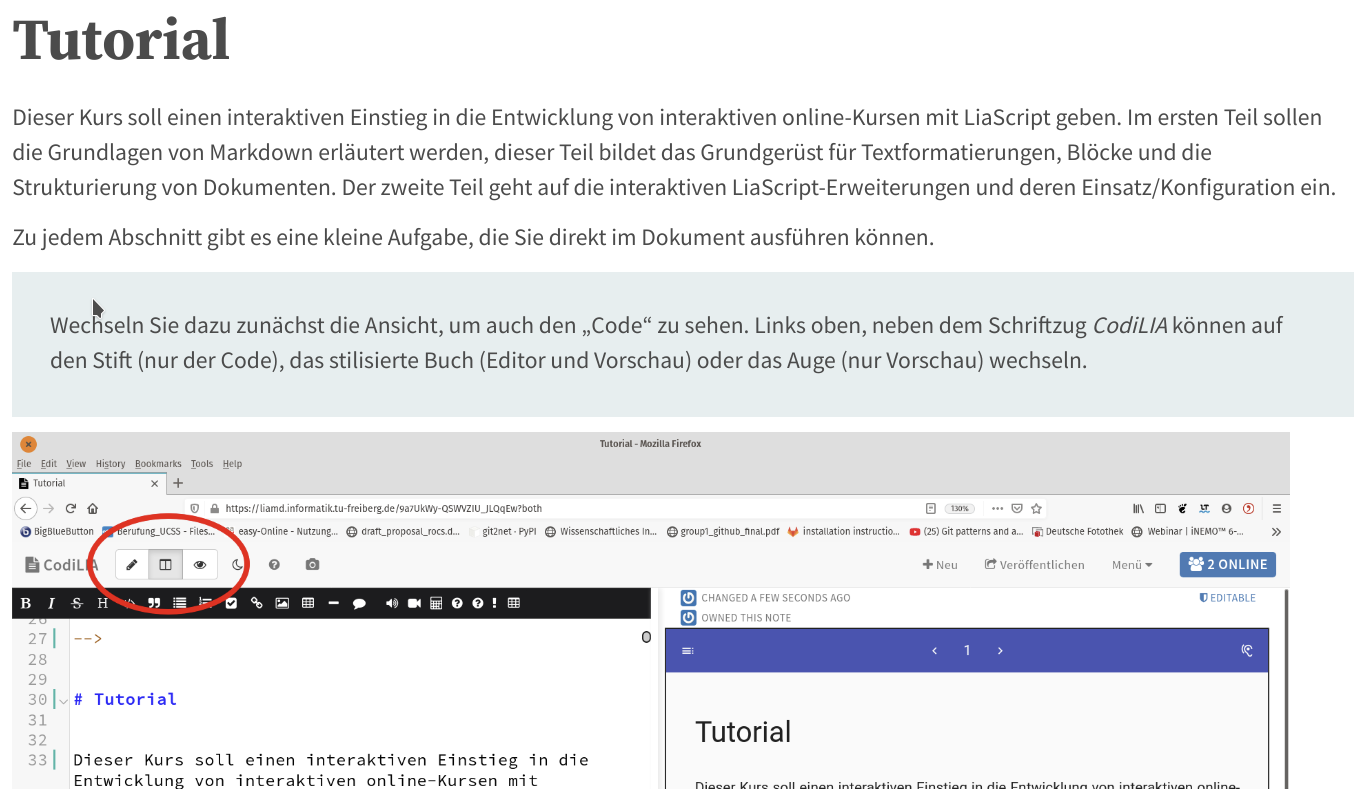 Tutorial
Dieser Kurs soll einen interaktiven Einstieg in die Entwicklung von interaktiven online-Kursen mit LiaScript geben. Im ersten Teil sollen
die Grundlagen von Markdown erläutert werden, dieser Teil bildet das Grundgerüst für Textformatierungen, Blöcke und die
Strukturierung von Dokumenten. Der zweite Teil geht auf die interaktiven LiaScript-Erweiterungen und deren Einsatz/Konfiguration ein.
Zu jedem Abschnitt gibt es eine kleine Aufgabe, die Sie direkt im Dokument ausführen können.
Wechseln Sie dazu zunächst die Ansicht, um auch den „Code“ zu sehen. Links oben, neben dem Schriftzug CodiLIA können auf
den Stift (nur der Code), das stilisierte Buch (Editor und Vorschau) oder das Auge (nur Vorschau) wechseln.
Tutorial - Mozilla Firefox
File Edit View History Bookmarks Tools Help
Tutorial
https://liamd.informatik.tu-freiberg.de/9a7UkWy-QSWVZIU_JLQqEw?both 130%
BigBlueButton Berufung_UCSS - Files... easy-Online - Nutzung... draft_proposal_rocs.d... git2net · PyPI Wissenschaftliches In... group1_github_final.pdf installation instructio... (25) Git patterns and a... Deutsche Fotothek Webinar | iNEMO™ 6-...
CodiLIA + Neu Veröffentlichen Menü 2 ONLINE
B I S H
CHANGED A FEW SECONDS AGO EDITABLE
OWNED THIS NOTE
26
27 -->
28
29
30 # Tutorial
31
32
33 Dieser Kurs soll einen interaktiven Einstieg in die
Entwicklung von interaktiven online-Kursen mit
1
Tutorial
Dieser Kurs soll einen interaktiven Einstieg in die Entwicklung von interaktiven online-